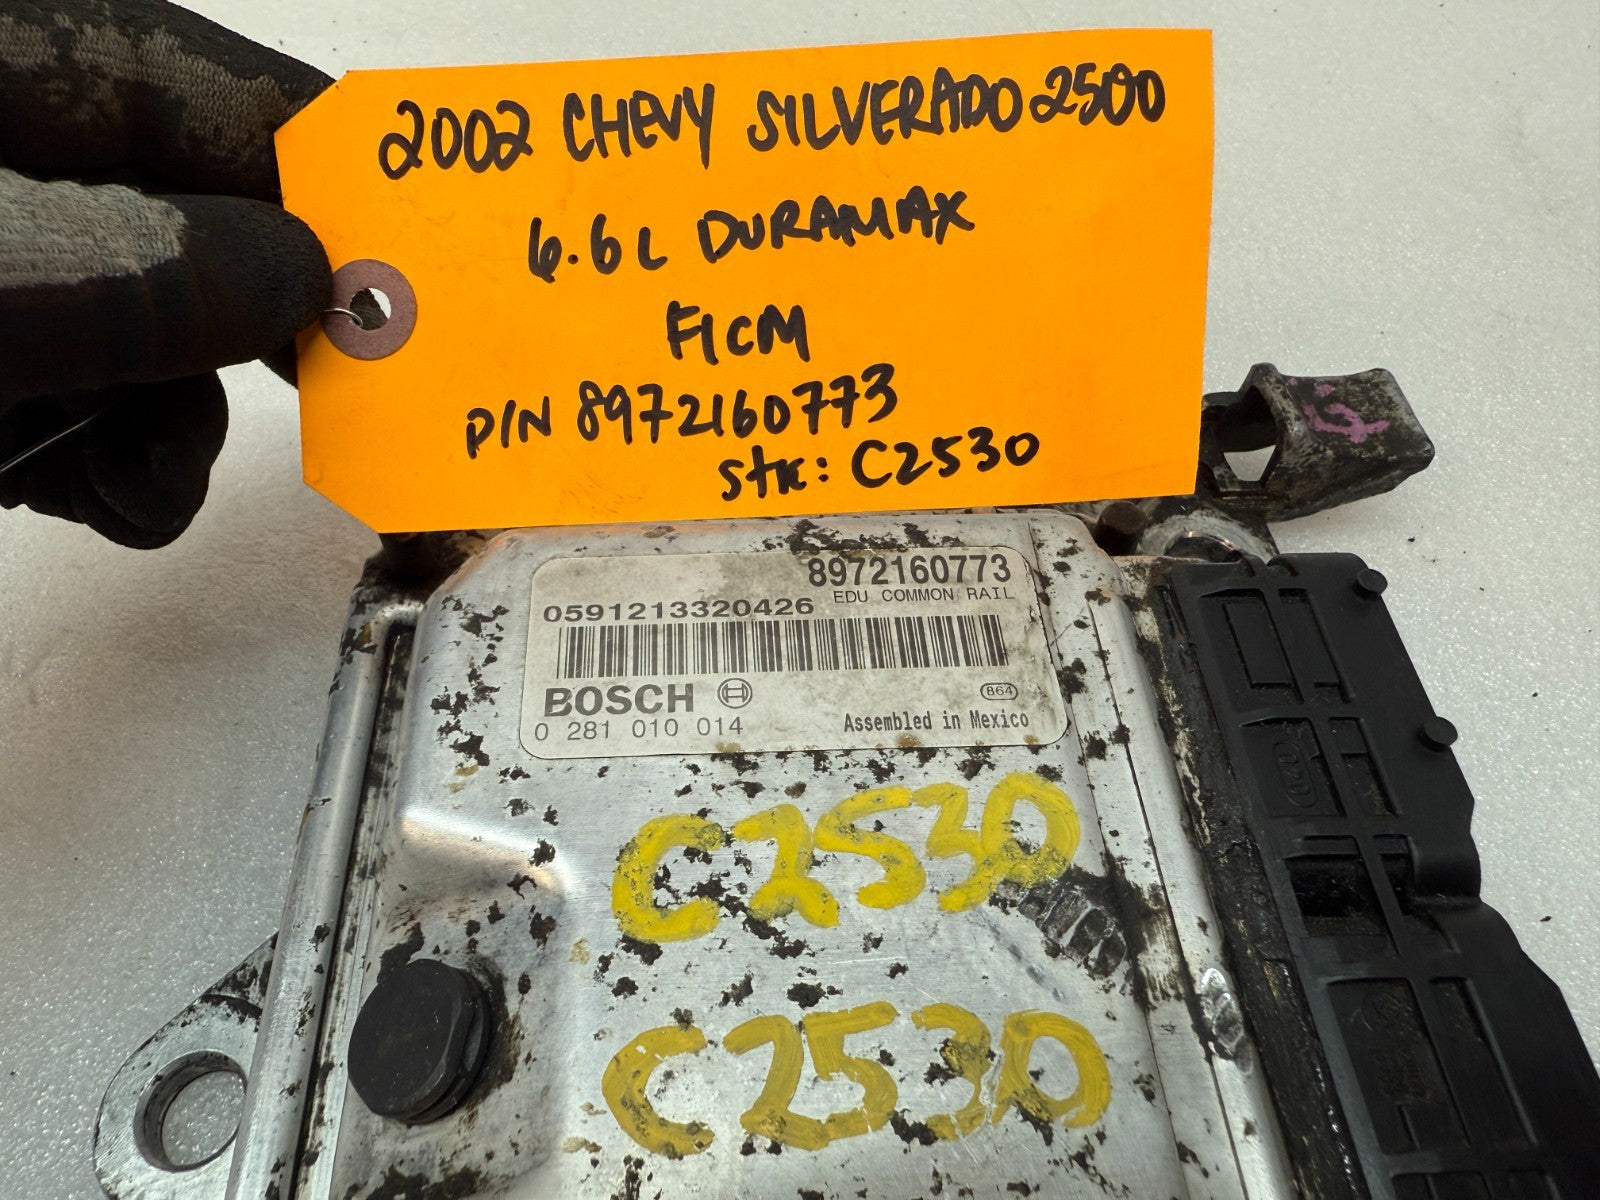 2002 CHEVY SILVERADO 2500
6.6L DURAMAX
FICM
P/N 8972160773
Stk: C2530
8972160773
EDU COMMON RAIL
0591213320426
BOSCH
864
0 281 010 014
Assembled in Mexico
C2530
C2530